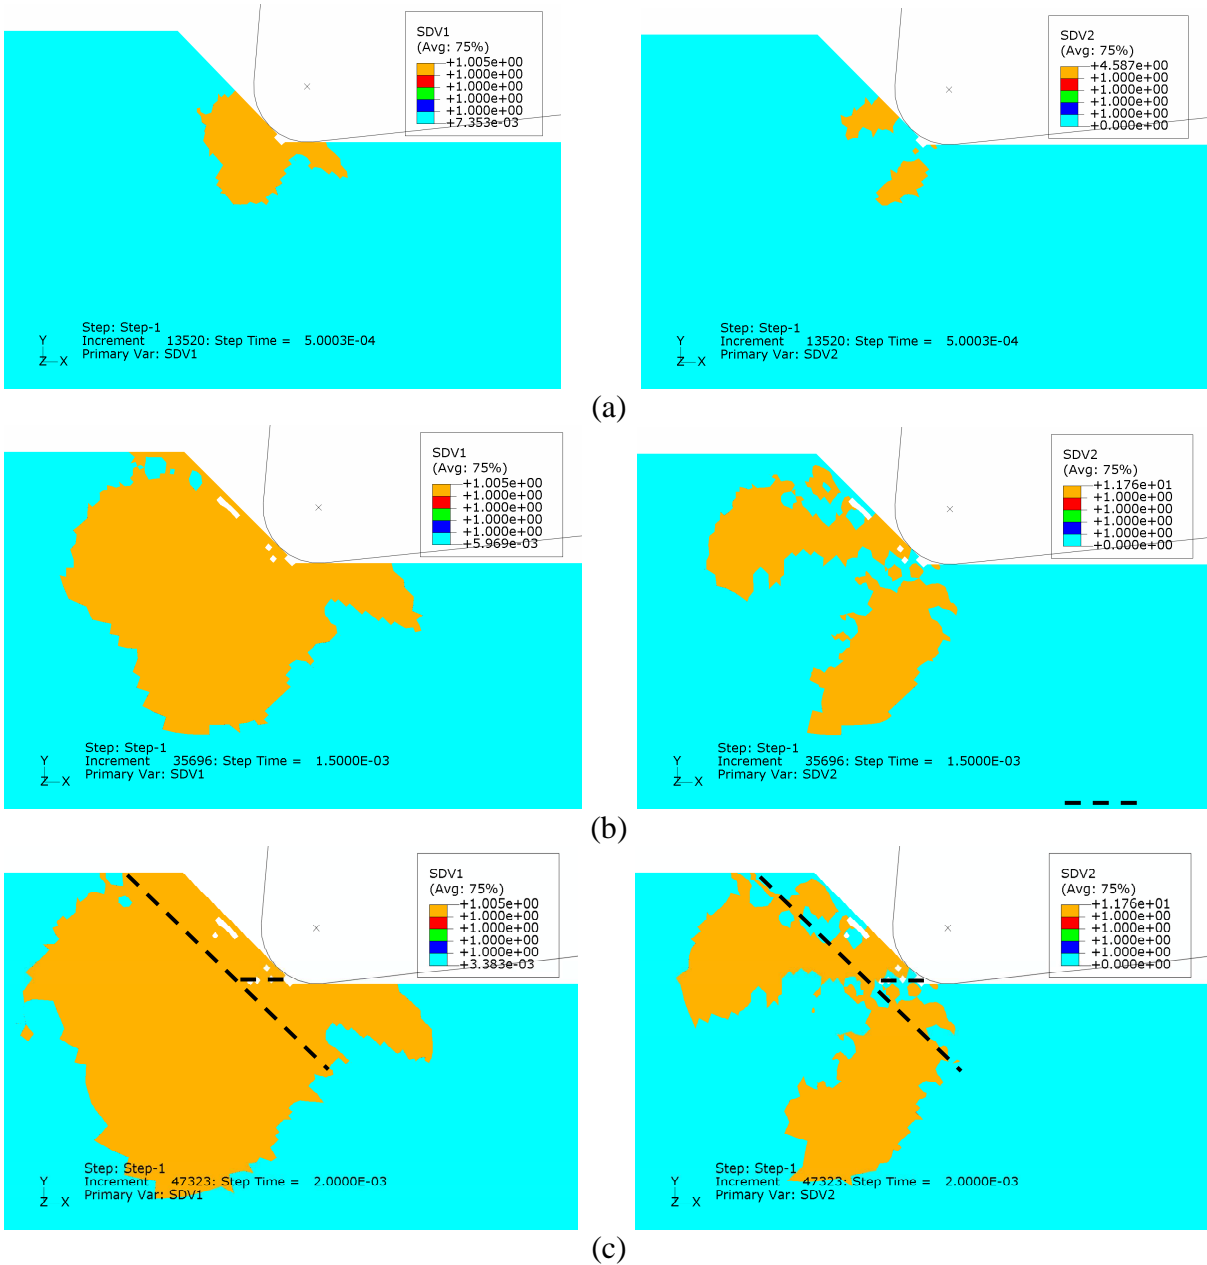 SDV1
(Avg: 75%)
+1.005e+00
+1.000e+00
+1.000e+00
+1.000e+00
+1.000e+00
+7.353e-03
Y
Z X
Step: Step-1
Increment 13520: Step Time = 5.0003E-04
Primary Var: SDV1
SDV2
(Avg: 75%)
+4.587e+00
+1.000e+00
+1.000e+00
+1.000e+00
+1.000e+00
+0.000e+00
Y
Z X
Step: Step-1
Increment 13520: Step Time = 5.0003E-04
Primary Var: SDV2
(a)
SDV1
(Avg: 75%)
+1.005e+00
+1.000e+00
+1.000e+00
+1.000e+00
+1.000e+00
+5.969e-03
Y
Z X
Step: Step-1
Increment 35696: Step Time = 1.5000E-03
Primary Var: SDV1
SDV2
(Avg: 75%)
+1.176e+01
+1.000e+00
+1.000e+00
+1.000e+00
+1.000e+00
+0.000e+00
Y
Z X
Step: Step-1
Increment 35696: Step Time = 1.5000E-03
Primary Var: SDV2
(b)
SDV1
(Avg: 75%)
+1.005e+00
+1.000e+00
+1.000e+00
+1.000e+00
+1.000e+00
+3.383e-03
Y
Z X
Step: Step-1
Increment 47323: Step Time = 2.0000E-03
Primary Var: SDV1
SDV2
(Avg: 75%)
+1.176e+01
+1.000e+00
+1.000e+00
+1.000e+00
+1.000e+00
+0.000e+00
Y
Z X
Step: Step-1
Increment 47323: Step Time = 2.0000E-03
Primary Var: SDV2
(c)